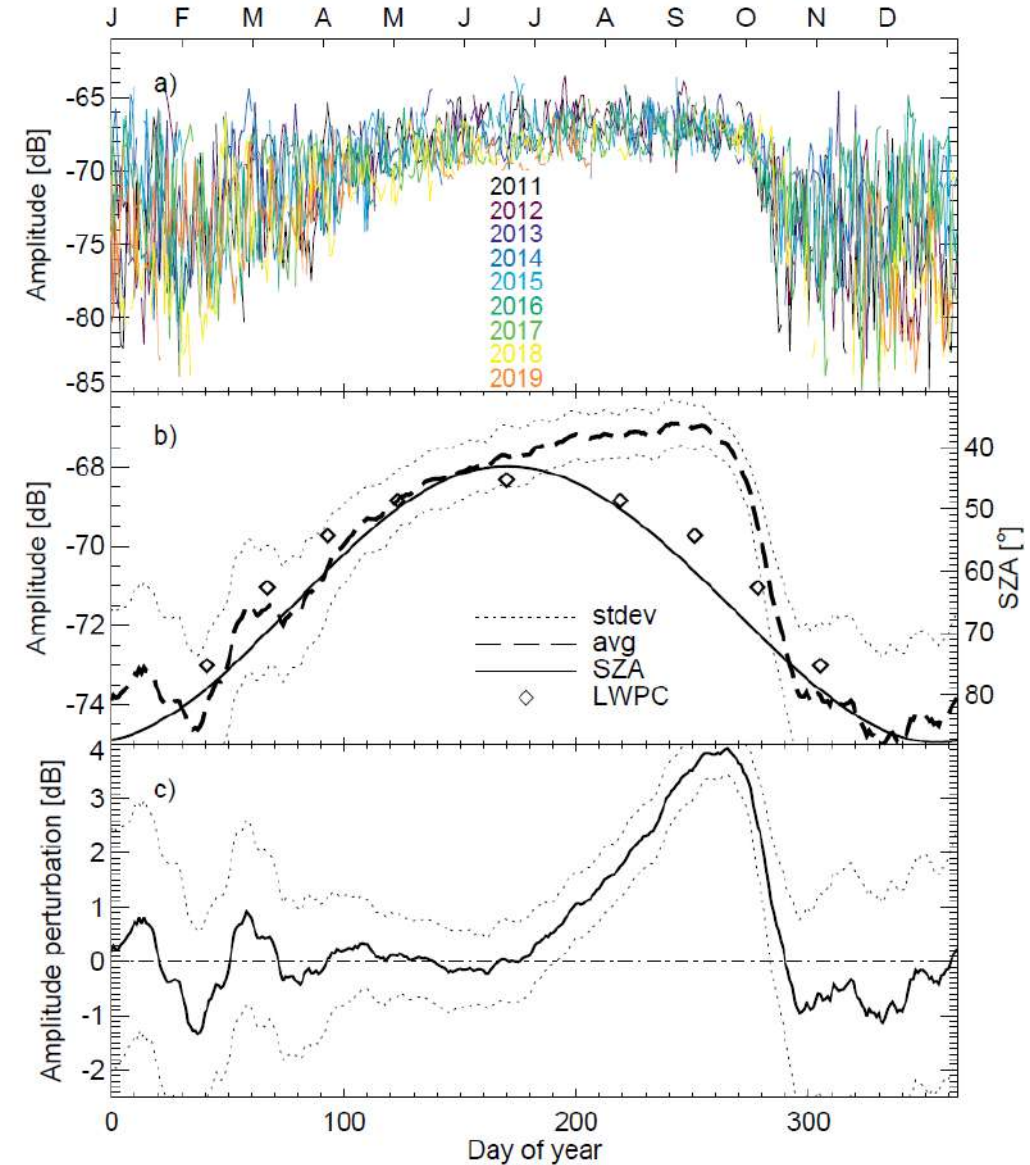 J F M A M J J A S O N D
a)
-65
-70
-75
-80
-85
Amplitude [dB]
2011
2012
2013
2014
2015
2016
2017
2018
2019
b)
-68
-70
-72
-74
Amplitude [dB]
40
50
60
70
80
SZA [°]
stdev
avg
SZA
LWPC
c)
4
3
2
1
0
-1
-2
Amplitude perturbation [dB]
0 100 200 300
Day of year